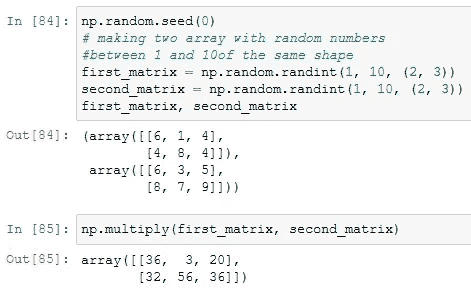 In [84]: np.random.seed(0)
# making two array with random numbers
#between 1 and 10of the same shape
first_matrix = np.random.randint(1, 10, (2, 3))
second_matrix = np.random.randint(1, 10, (2, 3))
first_matrix, second_matrix
Out[84]: (array([[6, 1, 4],
[4, 8, 4]]),
array([[6, 3, 5],
[8, 7, 9]]))
In [85]: np.multiply(first_matrix, second_matrix)
Out[85]: array([[36,  3, 20],
[32, 56, 36]])